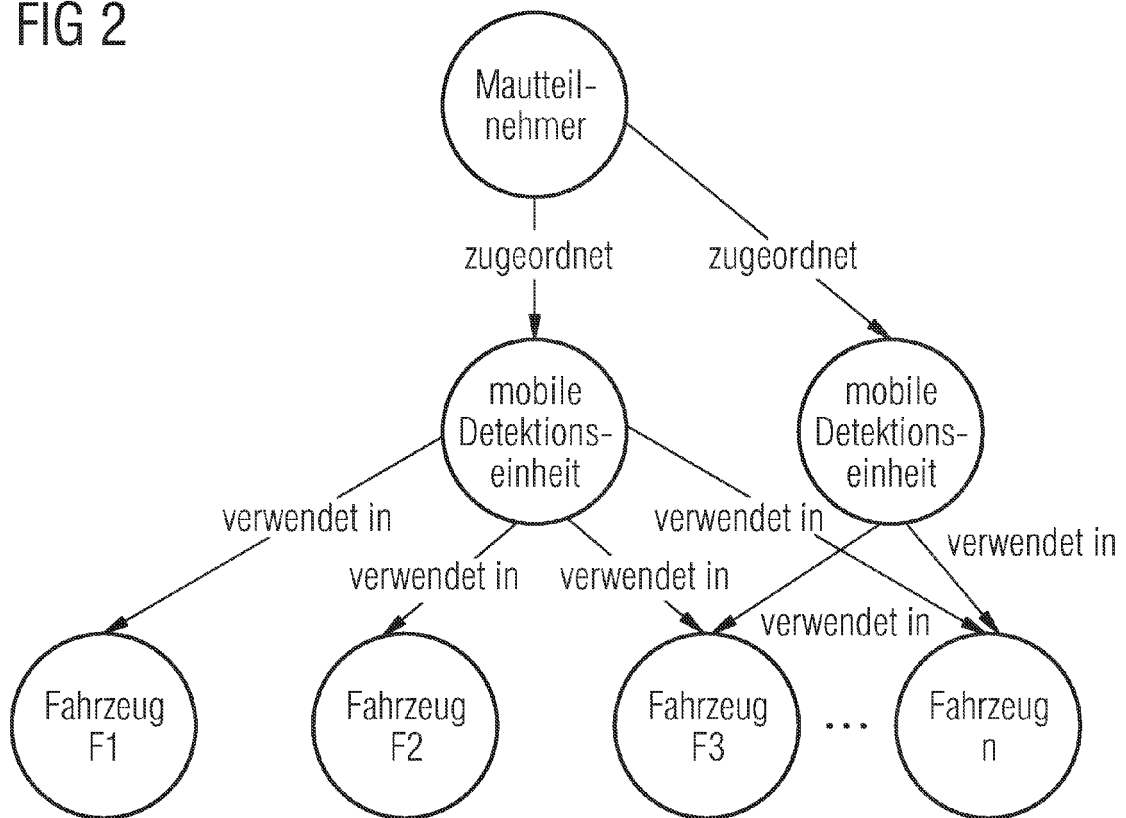 FIG 2
Mautteil-
nehmer
zugeordnet
zugeordnet
mobile
Detektions-
einheit
mobile
Detektions-
einheit
verwendet in
verwendet in
verwendet in
verwendet in
verwendet in
verwendet in
Fahrzeug
F1
Fahrzeug
F2
Fahrzeug
F3
...
Fahrzeug
n